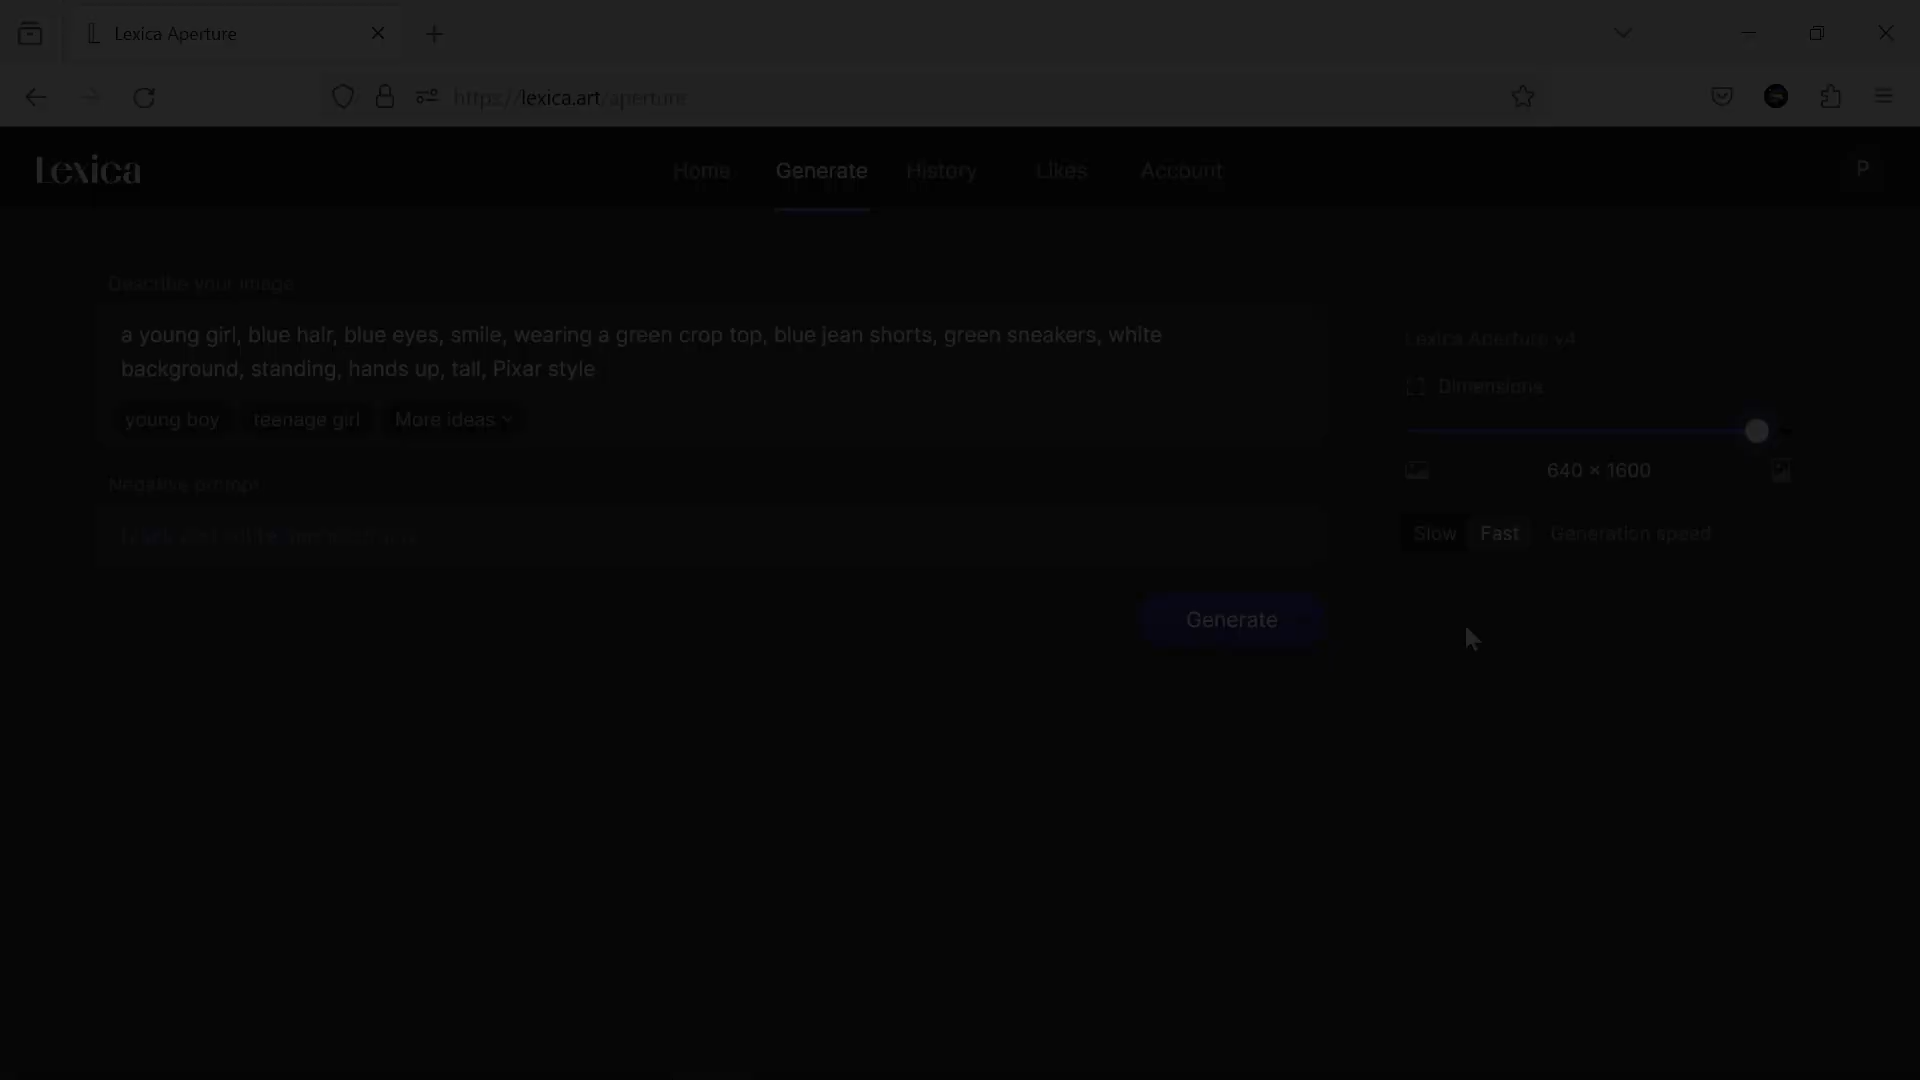 Lexica Aperture
https://lexica.art/aperture
Lexica
Home Generate History Likes Account
P
Describe your image
a young girl, blue hair, blue eyes, smile, wearing a green crop top, blue jean shorts, green sneakers, white
background, standing, hands up, tall, Pixar style
young boy teenage girl More ideas
Negative prompt
Generate
Lexica Aperture v4
Dimensions
640 × 1600
Slow Fast Generation speed